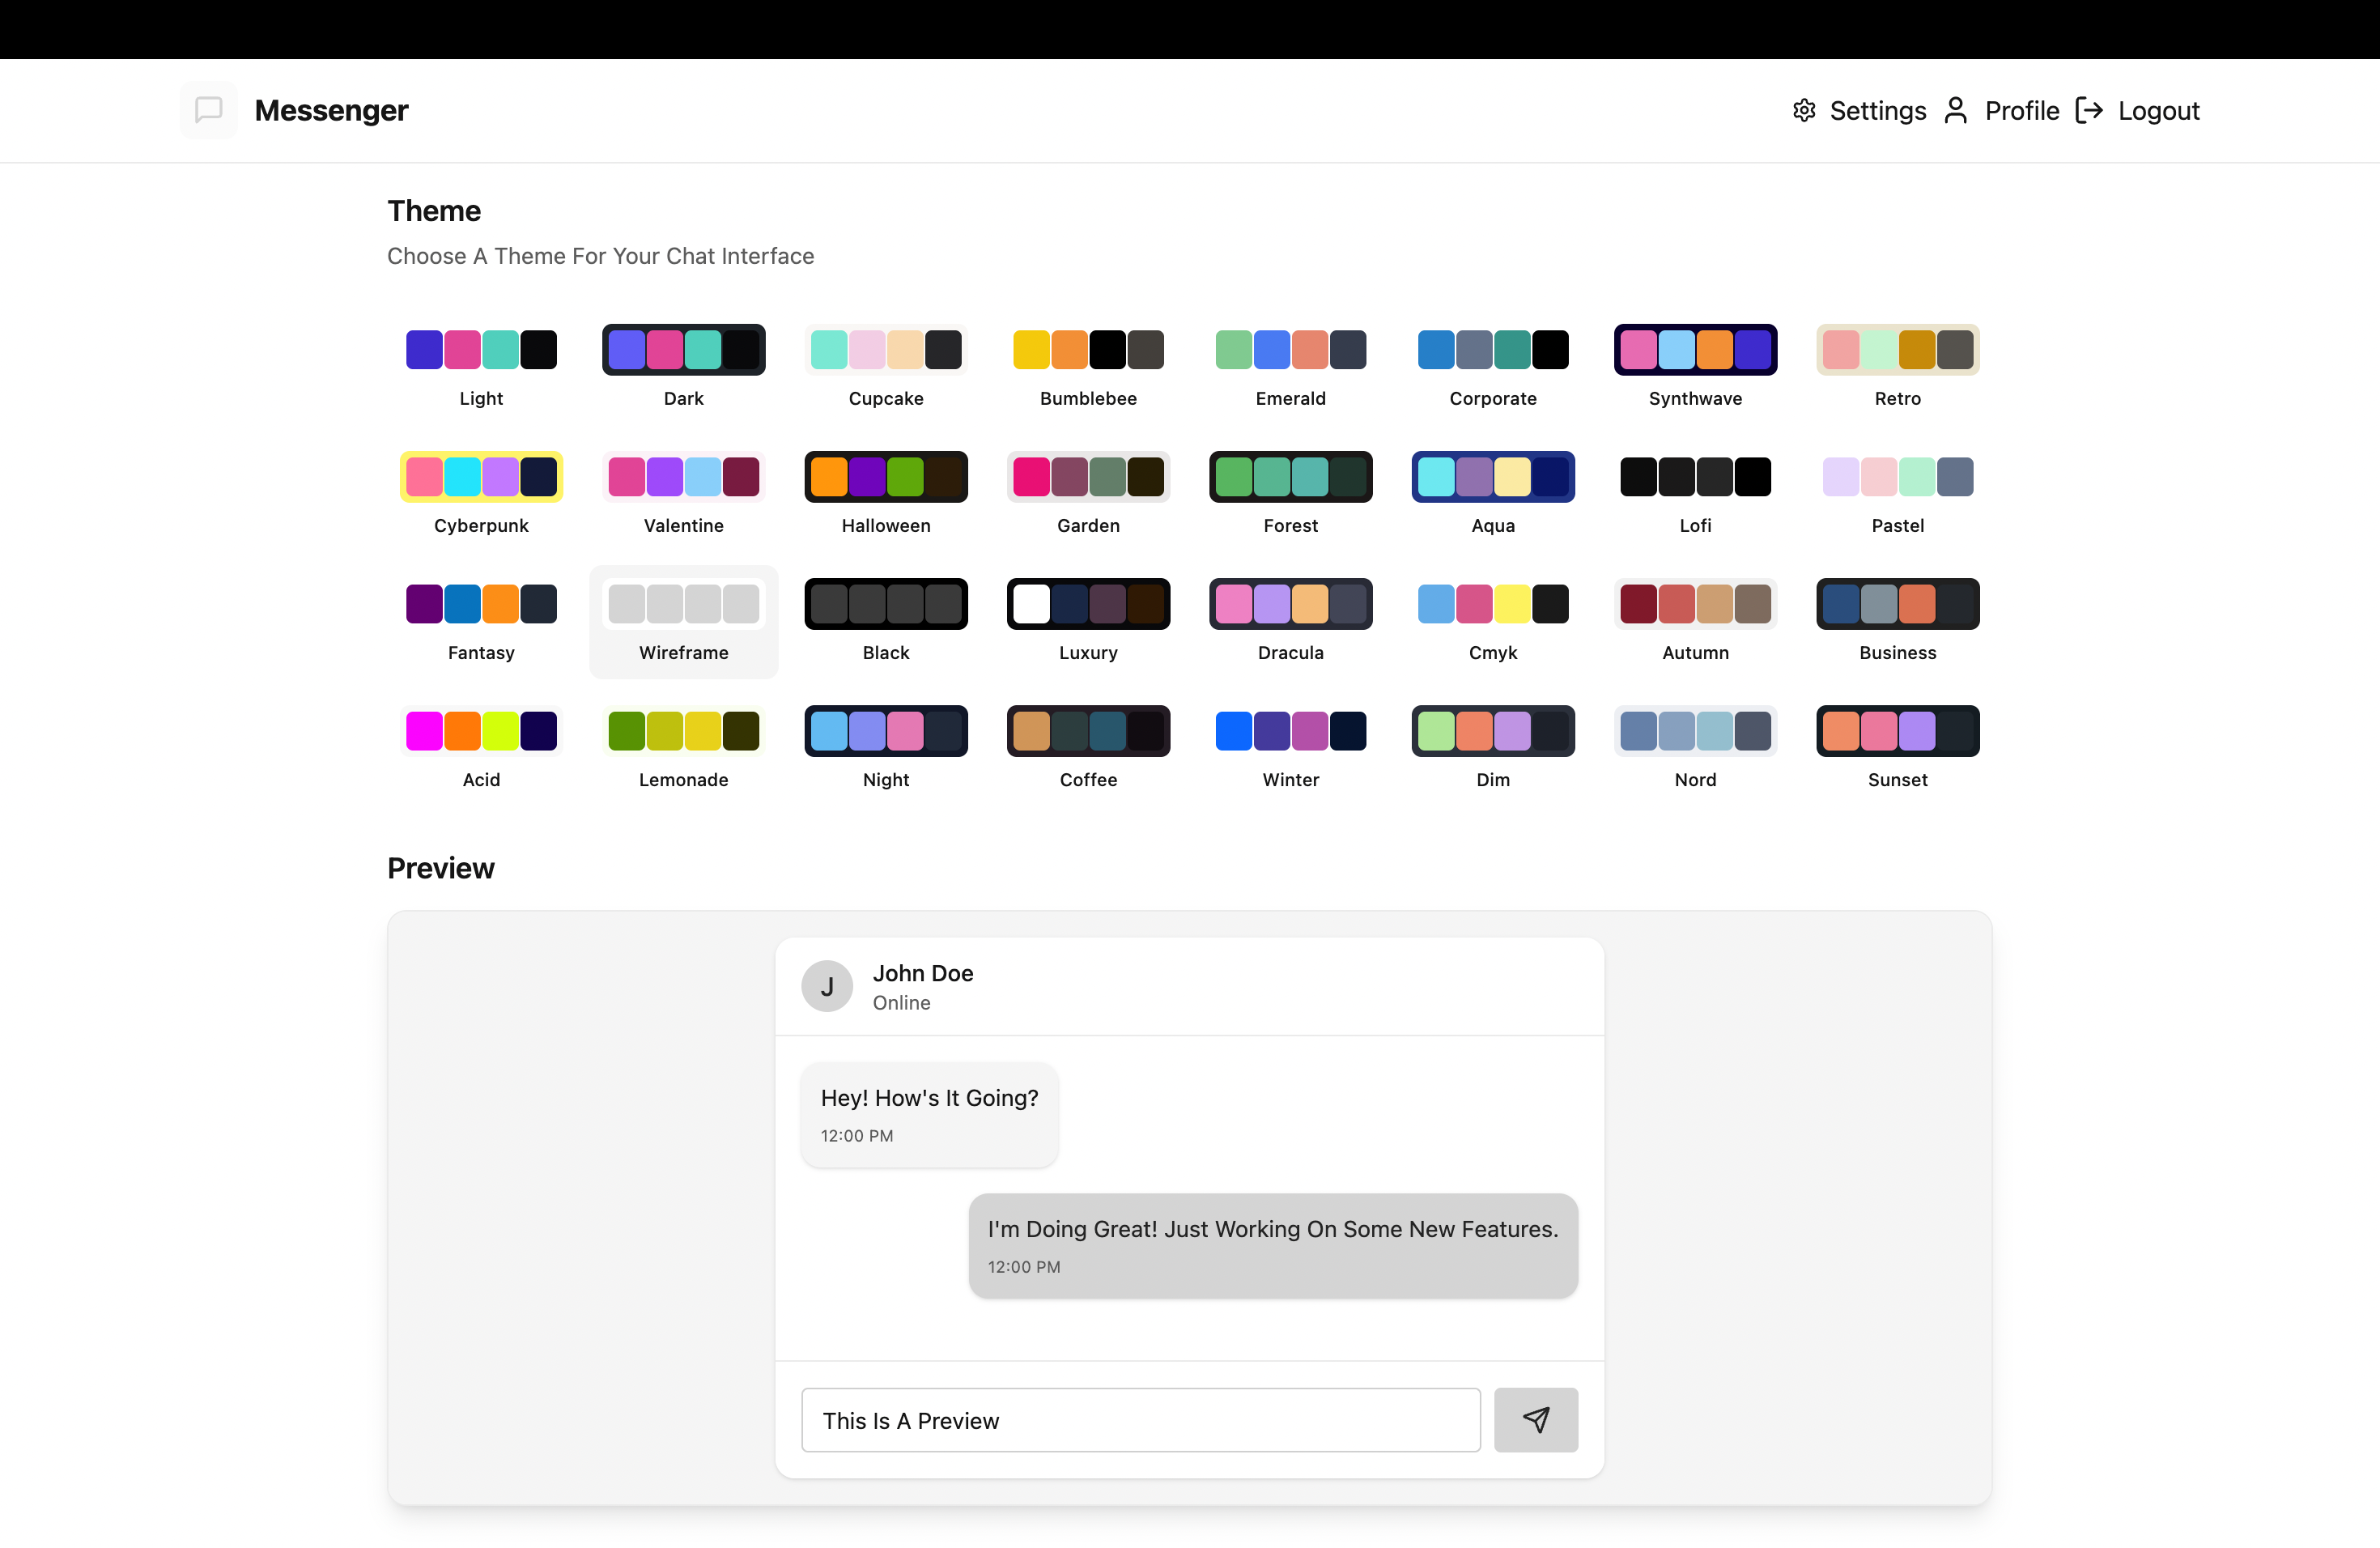 Messenger
Settings Profile Logout
Theme
Choose A Theme For Your Chat Interface
Light Dark Cupcake Bumblebee Emerald Corporate Synthwave Retro
Cyberpunk Valentine Halloween Garden Forest Aqua Lofi Pastel
Fantasy Wireframe Black Luxury Dracula Cmyk Autumn Business
Acid Lemonade Night Coffee Winter Dim Nord Sunset
Preview
J
John Doe
Online
Hey! How's It Going?
12:00 PM
I'm Doing Great! Just Working On Some New Features.
12:00 PM
This Is A Preview